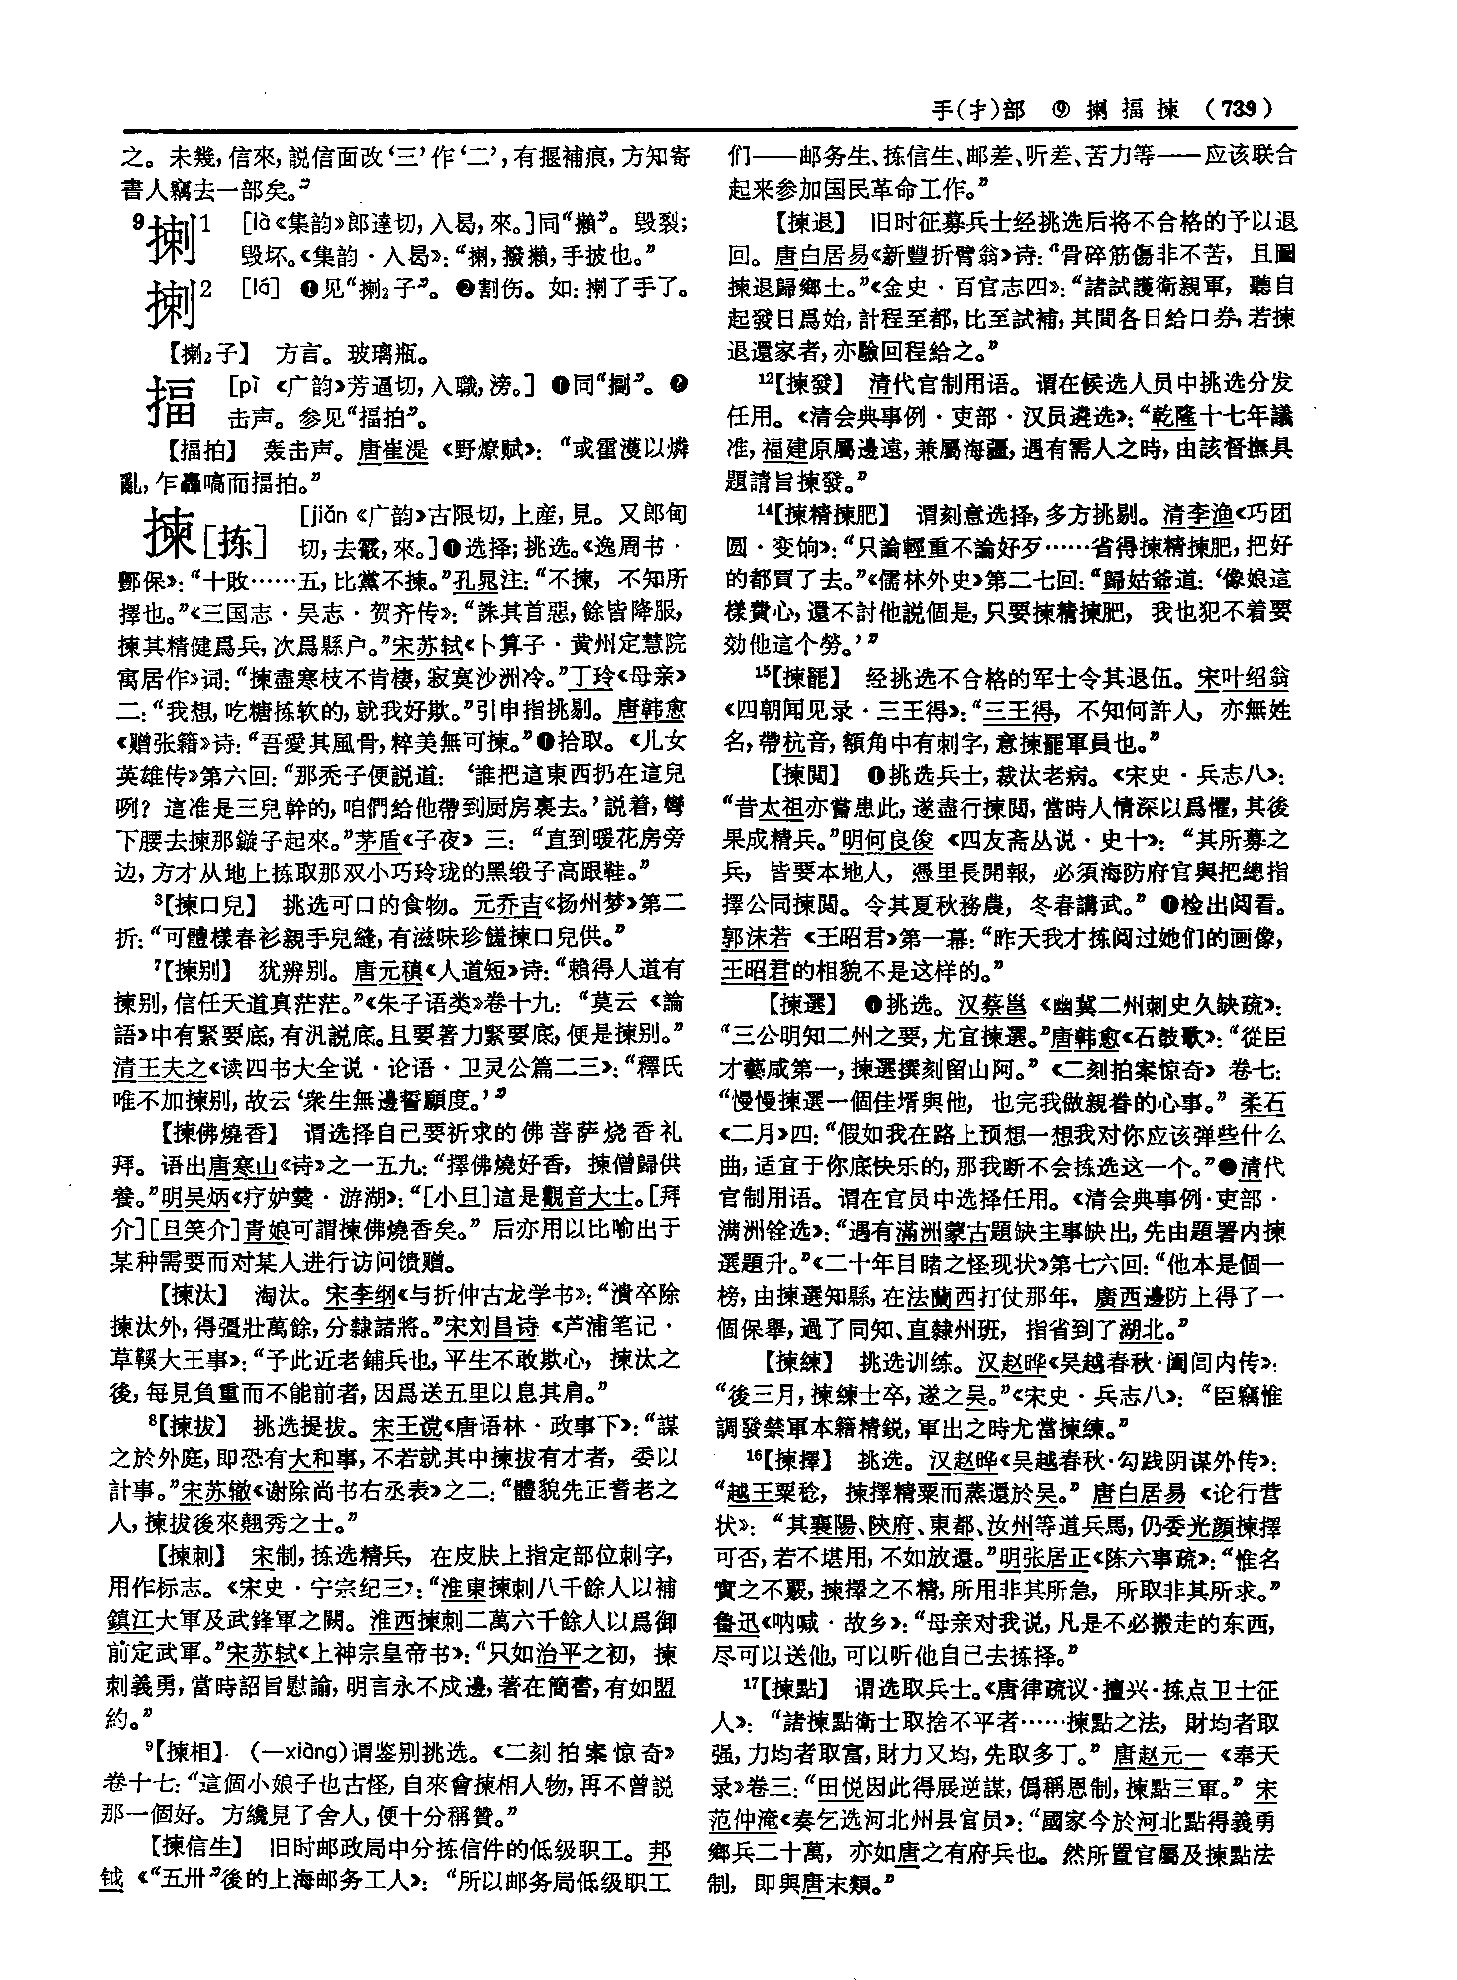 手(扌)部 ⑨ 揦 揊 揀 (739)
之。未幾,信來,説信面改‘三’作‘二’,有揠補痕,方知寄
書人竊去一部矣。”
⁹揦1 [là《集韵》郎達切,入曷,來。]同“攋”。毁裂;
毁坏。《集韵·入曷》:“揦,撥攋,手披也。”
揦2 [lá] ❶见“揦₂子”。❷割伤。如:揦了手了。
【揦₂子】 方言。玻璃瓶。
揊 [pì 《广韵》芳逼切,入職,滂。] ❶同“副”。❷
击声。参见“揊拍”。
【揊拍】 轰击声。唐崔湜《野燎赋》:“或霍濩以燐
亂,乍轟嗃而揊拍。”
揀[拣] [jiǎn《广韵》古限切,上産,見。又郎甸
切,去霰,來。]❶选择;挑选。《逸周书·
酆保》:“十败……五,比黨不揀。”孔晁注:“不揀,不知所
擇也。”《三国志·吴志·贺齐传》:“誅其首惡,餘皆降服,
揀其精健爲兵,次爲縣户。”宋苏轼《卜算子·黄州定慧院
寓居作》词:“揀盡寒枝不肯棲,寂寞沙洲冷。”丁玲《母亲》
二:“我想,吃糖拣软的,就我好欺。”引申指挑剔。唐韩愈
《赠张籍》诗:“吾愛其風骨,粹美無可揀。”❶拾取。《儿女
英雄传》第六回:“那秃子便説道:‘誰把這東西扔在這兒
咧?這准是三兒幹的,咱們給他帶到厨房裏去。’説着,彎
下腰去揀那鏇子起來。”茅盾《子夜》三:“直到暖花房旁
边,方才从地上拣取那双小巧玲珑的黑缎子高跟鞋。”
³【揀口兒】 挑选可口的食物。元乔吉《扬州梦》第二
折:“可體樣春衫親手兒縫,有滋味珍饈揀口兒供。”
⁷【揀别】 犹辨别。唐元稹《人道短》诗:“賴得人道有
揀别,信任天道真茫茫。”《朱子语类》卷十九:“莫云《論
語》中有緊要底,有汎説底。且要著力緊要底,便是揀别。”
清王夫之《读四书大全说·论语·卫灵公篇二三》:“釋氏
唯不加揀别,故云‘衆生無邊誓願度。’”
【揀佛燒香】 谓选择自己要祈求的佛菩萨烧香礼
拜。语出唐寒山《诗》之一五九:“擇佛燒好香,揀僧歸供
養。”明吴炳《疗妒羹·游湖》:“[小旦]這是觀音大士。[拜
介][旦笑介]青娘可謂揀佛燒香矣。”后亦用以比喻出于
某种需要而对某人进行访问馈赠。
【揀汰】 淘汰。宋李纲《与折仲古龙学书》:“潰卒除
揀汰外,得彊壯萬餘,分隸諸將。”宋刘昌诗《芦浦笔记·
草鞵大王事》:“予此近老鋪兵也,平生不敢欺心,揀汰之
後,每見負重而不能前者,因爲送五里以息其肩。”
⁸【揀拔】 挑选提拔。宋王谠《唐语林·政事下》:“謀
之於外庭,即恐有大和事,不若就其中揀拔有才者,委以
計事。”宋苏辙《谢除尚书右丞表》之二:“體貌先正耆老之
人,揀拔後來翹秀之士。”
【揀刺】 宋制,拣选精兵,在皮肤上指定部位刺字,
用作标志。《宋史·宁宗纪三》:“淮東揀刺八千餘人以補
鎮江大軍及武鋒軍之闕。淮西揀刺二萬六千餘人以爲御
前定武軍。”宋苏轼《上神宗皇帝书》:“只如治平之初,揀
刺義勇,當時詔旨慰諭,明言永不戍邊,著在簡書,有如盟
約。”
⁹【揀相】 (—xiàng)谓鉴别挑选。《二刻拍案惊奇》
卷十七:“這個小娘子也古怪,自來會揀相人物,再不曾説
那一個好。方纔見了舍人,便十分稱贊。”
【揀信生】 旧时邮政局中分拣信件的低级职工。邦
钺《“五卅”後的上海邮务工人》:“所以邮务局低级职工
们——邮务生、拣信生、邮差、听差、苦力等——应该联合
起来参加国民革命工作。”
【揀退】 旧时征募兵士经挑选后将不合格的予以退
回。唐白居易《新豐折臂翁》诗:“骨碎筋傷非不苦,且圖
揀退歸鄉土。”《金史·百官志四》:“諸試護衛親軍,聽自
起發日爲始,計程至都,比至試補,其間各日給口券,若揀
退還家者,亦驗回程給之。”
¹²【揀發】 清代官制用语。谓在候选人员中挑选分发
任用。《清会典事例·吏部·汉员遴选》:“乾隆十七年議
准,福建原屬邊遠,兼屬海疆,遇有需人之時,由該督撫具
題請旨揀發。”
¹⁴【揀精揀肥】 谓刻意选择,多方挑剔。清李渔《巧团
圆·变饷》:“只論輕重不論好歹……省得揀精揀肥,把好
的都買了去。”《儒林外史》第二七回:“歸姑爺道:‘像娘這
樣費心,還不討他説個是,只要揀精揀肥,我也犯不着要
効他這个勞。’”
¹⁵【揀罷】 经挑选不合格的军士令其退伍。宋叶绍翁
《四朝闻见录·三王得》:“三王得,不知何許人,亦無姓
名,帶杭音,額角中有刺字,意揀罷軍員也。”
【揀閲】 ❶挑选兵士,裁汰老病。《宋史·兵志八》:
“昔太祖亦嘗患此,遂盡行揀閲,當時人情深以爲懼,其後
果成精兵。”明何良俊《四友斋丛说·史十》:“其所募之
兵,皆要本地人,憑里長開報,必須海防府官與把總指
擇公同揀閲。令其夏秋務農,冬春講武。”❶检出阅看。
郭沫若《王昭君》第一幕:“昨天我才拣阅过她们的画像,
王昭君的相貌不是这样的。”
【揀選】 ❶挑选。汉蔡邕《幽冀二州刺史久缺疏》:
“三公明知二州之要,尤宜揀選。”唐韩愈《石鼓歌》:“從臣
才藝咸第一,揀選撰刻留山阿。”《二刻拍案惊奇》卷七:
“慢慢揀選一個佳壻與他,也完我做親眷的心事。”柔石
《二月》四:“假如我在路上预想一想我对你应该弹些什么
曲,适宜于你底快乐的,那我断不会拣选这一个。”❷清代
官制用语。谓在官员中选择任用。《清会典事例·吏部·
满洲铨选》:“遇有滿洲蒙古題缺主事缺出,先由題署内揀
選題升。”《二十年目睹之怪现状》第七六回:“他本是個一
榜,由揀選知縣,在法蘭西打仗那年,廣西邊防上得了一
個保舉,過了同知、直隸州班,指省到了湖北。”
【揀練】 挑选训练。汉赵晔《吴越春秋·阖闾内传》:
“後三月,揀練士卒,遂之吴。”《宋史·兵志八》:“臣竊惟
調發禁軍本籍精鋭,軍出之時尤當揀練。”
¹⁶【揀擇】 挑选。汉赵晔《吴越春秋·勾践阴谋外传》:
“越王粟稔,揀擇精粟而蒸還於吴。”唐白居易《论行营
状》:“其襄陽、陝府、東都、汝州等道兵馬,仍委光顔揀擇
可否,若不堪用,不如放還。”明张居正《陈六事疏》:“惟名
實之不覈,揀擇之不精,所用非其所急,所取非其所求。”
鲁迅《呐喊·故乡》:“母亲对我说,凡是不必搬走的东西,
尽可以送他,可以听他自己去拣择。”
¹⁷【揀點】 谓选取兵士。《唐律疏议·擅兴·拣点卫士征
人》:“諸揀點衛士取捨不平者……揀點之法,財均者取
强,力均者取富,財力又均,先取多丁。”唐赵元一《奉天
录》卷三:“田悦因此得展逆謀,僞稱恩制,揀點三軍。”宋
范仲淹《奏乞选河北州县官员》:“國家今於河北點得義勇
鄉兵二十萬,亦如唐之有府兵也。然所置官屬及揀點法
制,即與唐末類。”